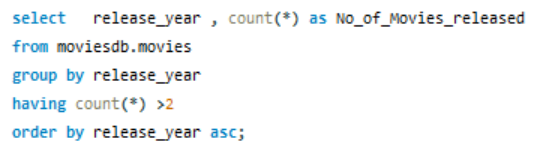 select release_year , count(*) as No_of_Movies_released
from moviesdb.movies
group by release_year
having count(*) >2
order by release_year asc;